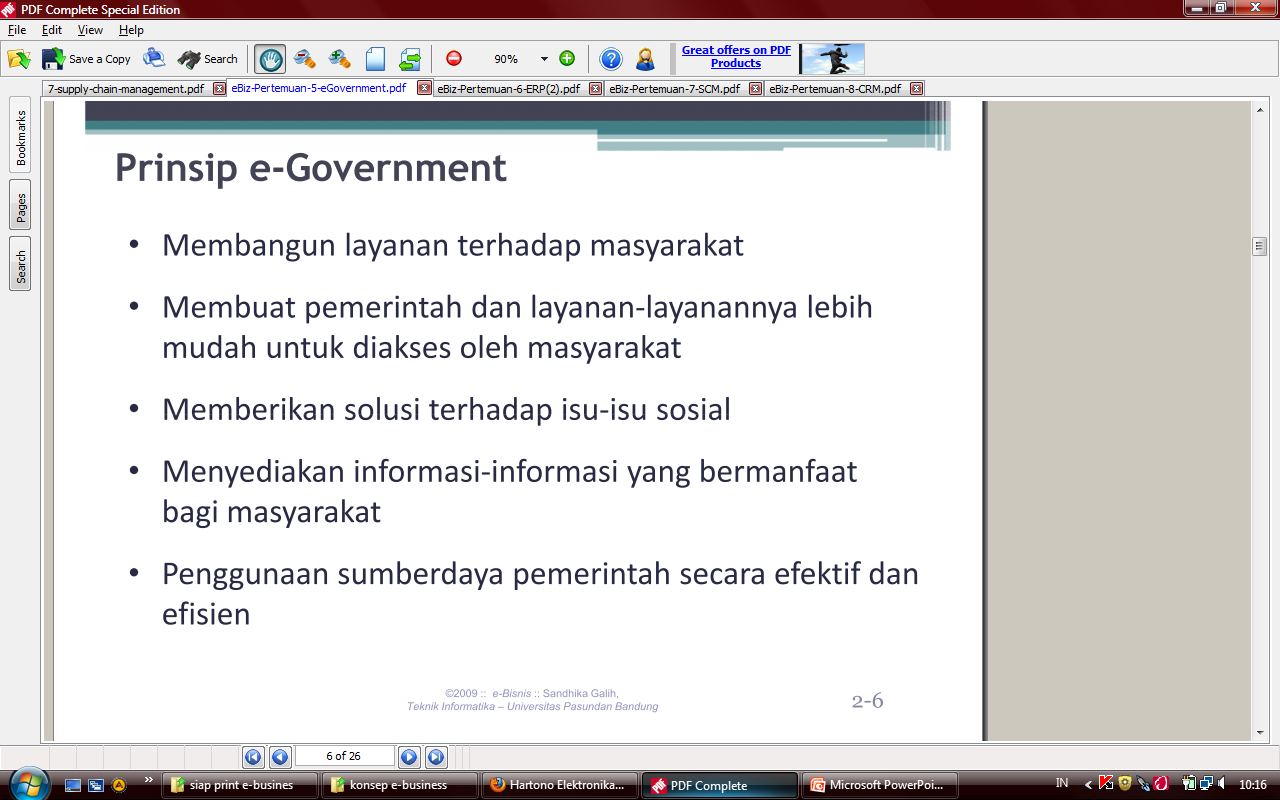 PDF Complete Special Edition
File Edit View Help
Save a Copy Search 90% Great offers on PDF
Products
7-supply-chain-management.pdf eBiz-Pertemuan-5-eGovernment.pdf eBiz-Pertemuan-6-ERP(2).pdf eBiz-Pertemuan-7-SCM.pdf eBiz-Pertemuan-8-CRM.pdf
Bookmarks
Pages
Search
Prinsip e-Government
• Membangun layanan terhadap masyarakat
• Membuat pemerintah dan layanan-layanannya lebih
mudah untuk diakses oleh masyarakat
• Memberikan solusi terhadap isu-isu sosial
• Menyediakan informasi-informasi yang bermanfaat
bagi masyarakat
• Penggunaan sumberdaya pemerintah secara efektif dan
efisien
©2009 :: e-Bisnis :: Sandhika Galih,
Teknik Informatika – Universitas Pasundan Bandung
2-6
6 of 26
siap print e-busines konsep e-business Hartono Elektronika... PDF Complete Microsoft PowerPoi... IN 10:16